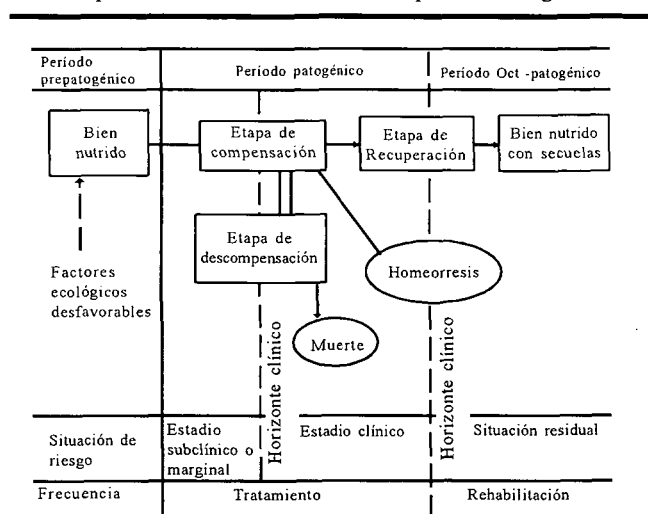 Período
prepatogénico
Período patogénico
Período Oct -patogénico
Bien
nutrido
Etapa de
compensación
Etapa de
Recuperación
Bien nutrido
con secuelas
Etapa de
descompensación
Homeorresis
Factores
ecológicos
desfavorables
Muerte
Horizonte clínico
Horizonte clínico
Situación de
riesgo
Estadio
subclínico o
marginal
Estadio clínico
Situación residual
Frecuencia
Tratamiento
Rehabilitación